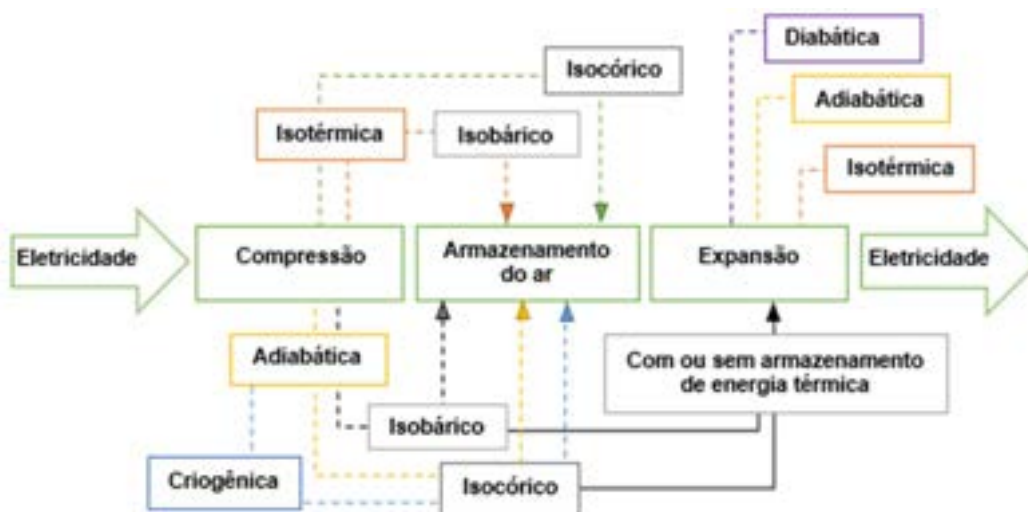 Diabática
Isocórico
Adiabática
Isotérmica
Isobárico
Isotérmica
Eletricidade
Compressão
Armazenamento
do ar
Expansão
Eletricidade
Adiabática
Com ou sem armazenamento
de energia térmica
Isobárico
Criogênica
Isocórico